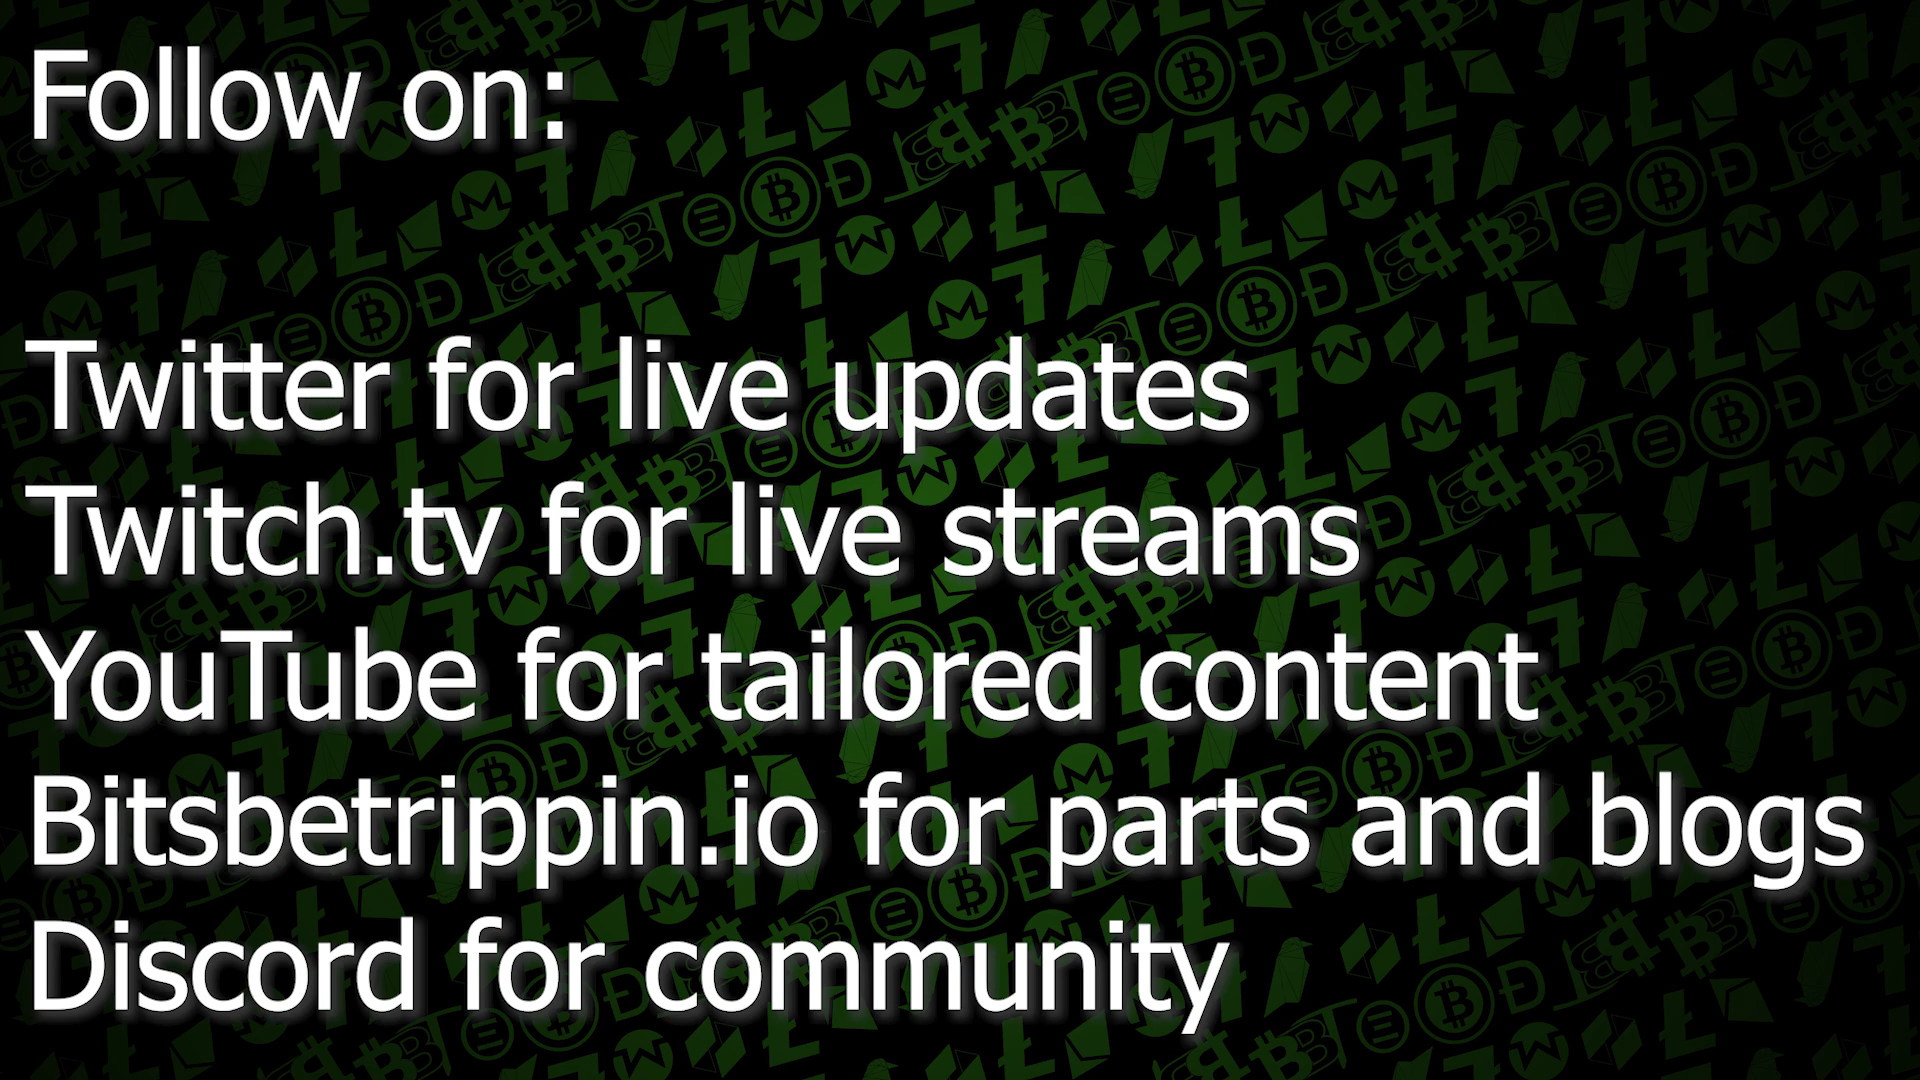 Follow on:
Twitter for live updates
Twitch.tv for live streams
YouTube for tailored content
Bitsbetrippin.io for parts and blogs
Discord for community